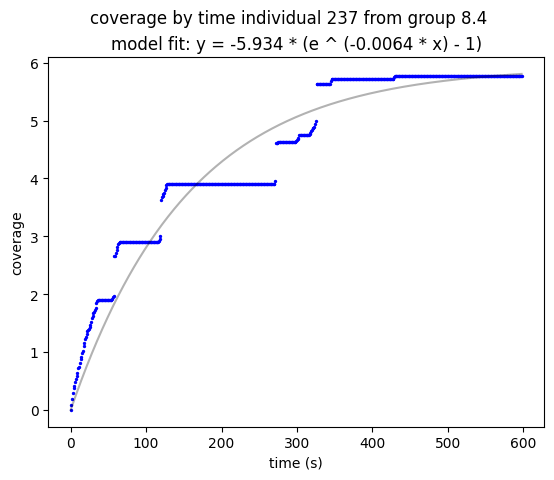 coverage by time individual 237 from group 8.4
model fit: y = -5.934 * (e ^ (-0.0064 * x) - 1)
6
5
4
3
2
1
0
coverage
0 100 200 300 400 500 600
time (s)